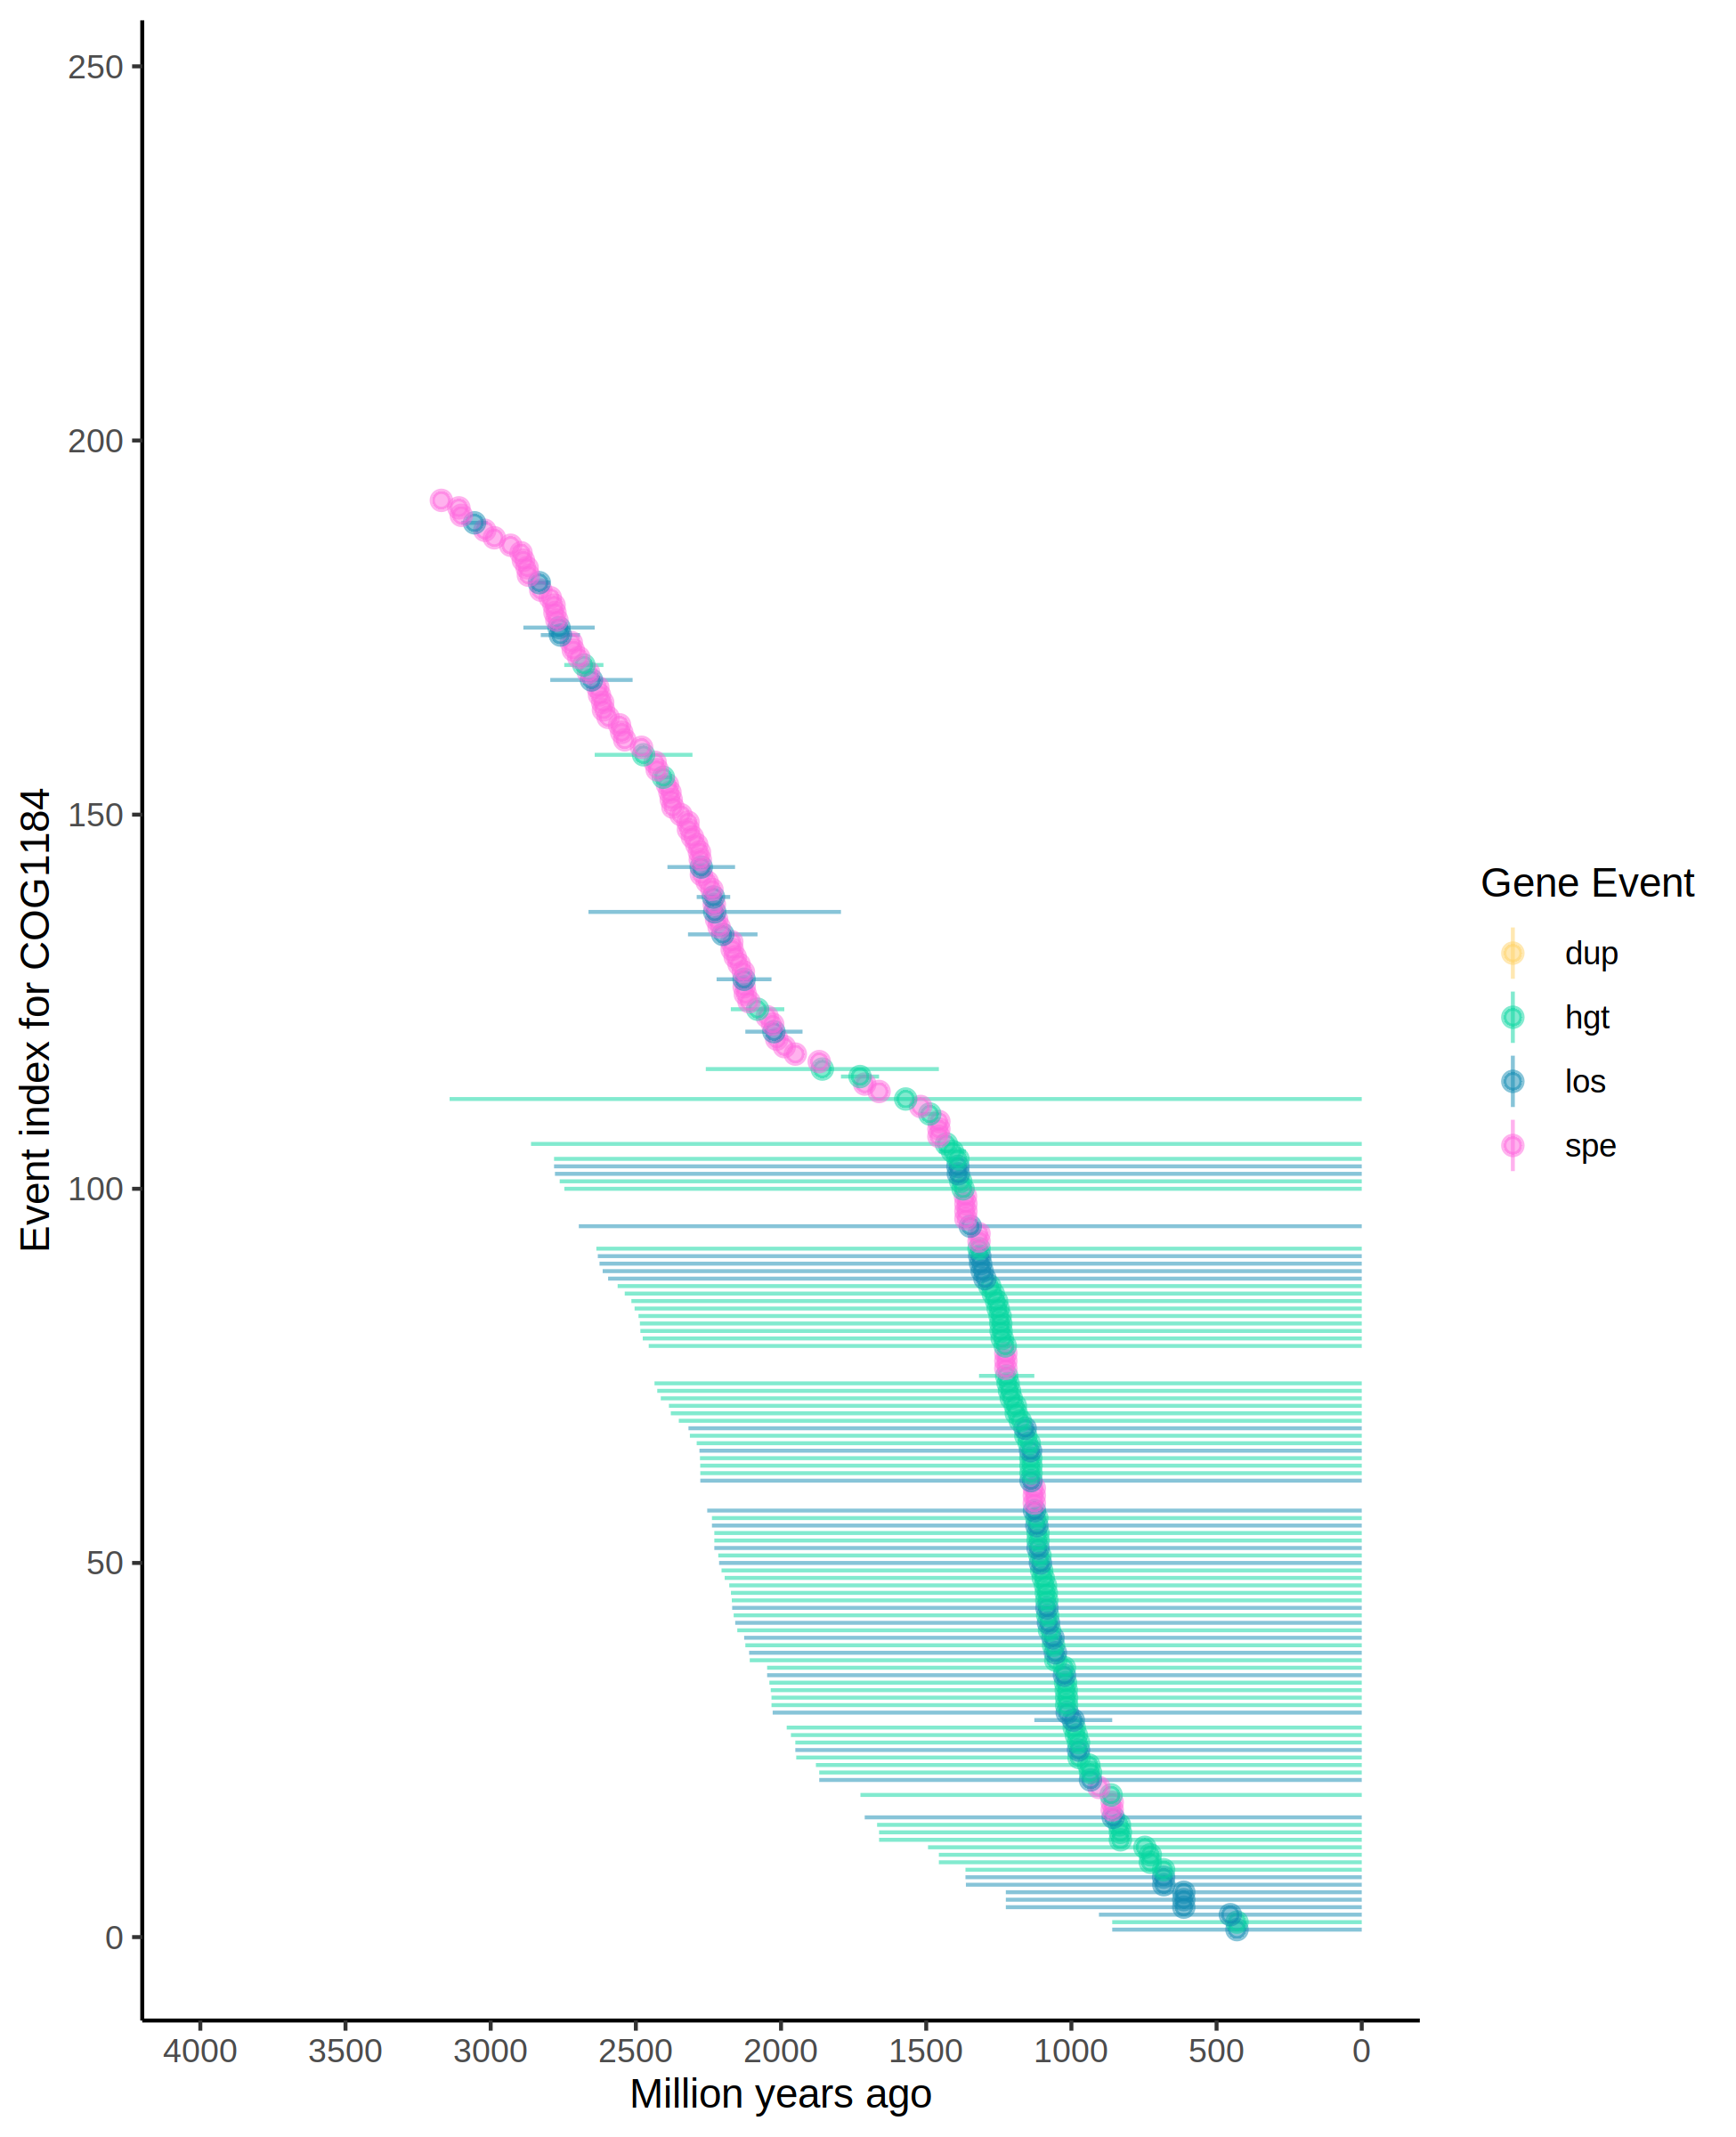 250
200
150
100
50
0
Event index for COG1184
4000 3500 3000 2500 2000 1500 1000 500 0
Million years ago
Gene Event
dup
hgt
los
spe